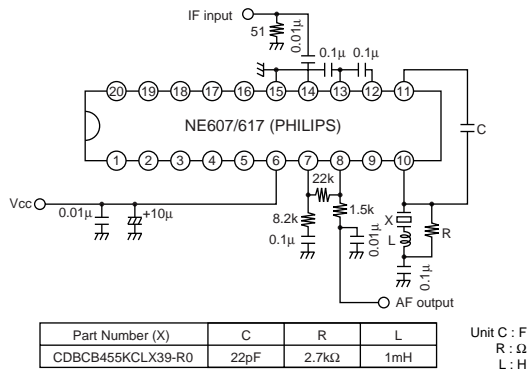 IF input
51
0.01μ
0.1μ
0.1μ
20 19 18 17 16 15 14 13 12 11
NE607/617 (PHILIPS)
C
1 2 3 4 5 6 7 8 9 10
22k
Vcc
0.01μ
+10μ
8.2k
0.1μ
1.5k
0.01μ
X
L
R
0.1μ
AF output
Part Number (X) C R L
CDBCB455KCLX39-R0 22pF 2.7kΩ 1mH
Unit C : F
R : Ω
L : H